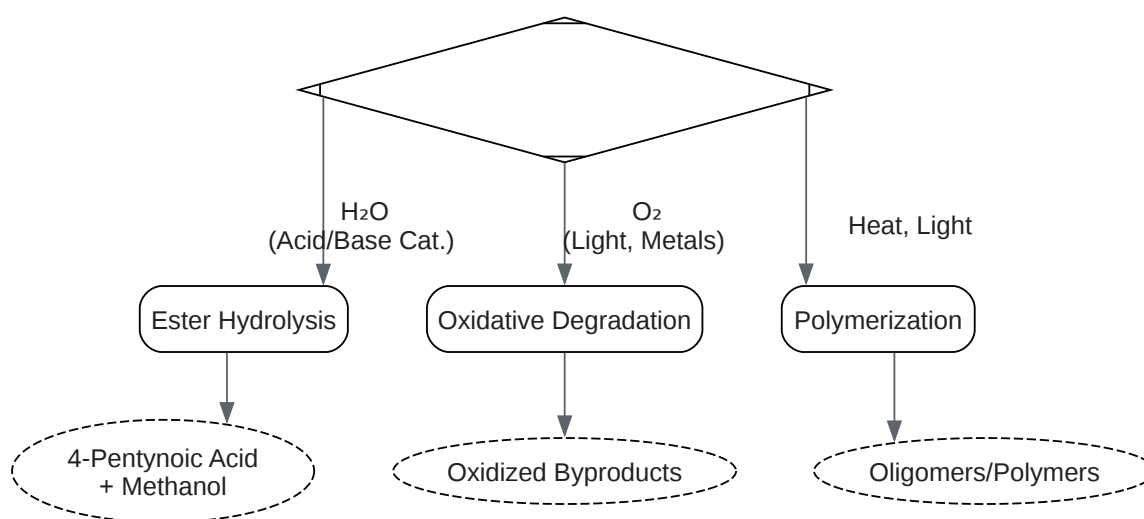 H₂O
(Acid/Base Cat.)
O₂
(Light, Metals)
Heat, Light
Ester Hydrolysis
Oxidative Degradation
Polymerization
4-Pentynoic Acid
+ Methanol
Oxidized Byproducts
Oligomers/Polymers